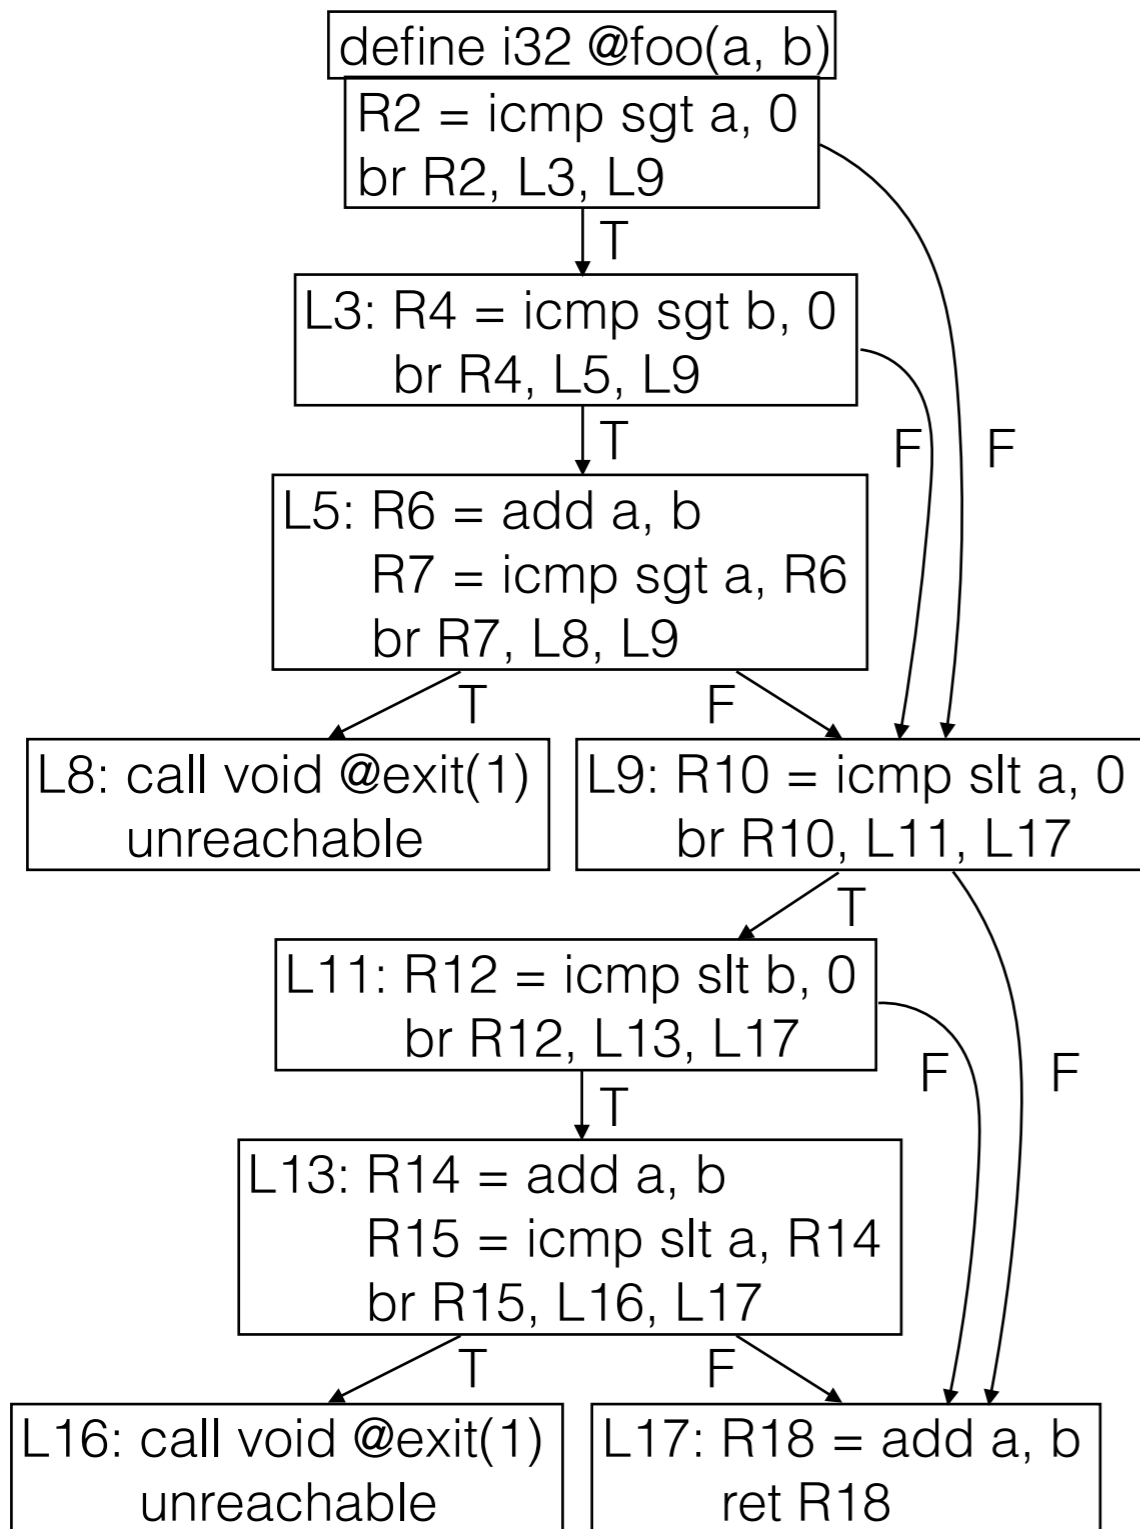 define i32 @foo(a, b)
R2 = icmp sgt a, 0
br R2, L3, L9
T
L3: R4 = icmp sgt b, 0
br R4, L5, L9
T
F
F
L5: R6 = add a, b
R7 = icmp sgt a, R6
br R7, L8, L9
T
F
L8: call void @exit(1)
unreachable
L9: R10 = icmp slt a, 0
br R10, L11, L17
T
L11: R12 = icmp slt b, 0
br R12, L13, L17
F
F
T
L13: R14 = add a, b
R15 = icmp slt a, R14
br R15, L16, L17
T
F
L16: call void @exit(1)
unreachable
L17: R18 = add a, b
ret R18